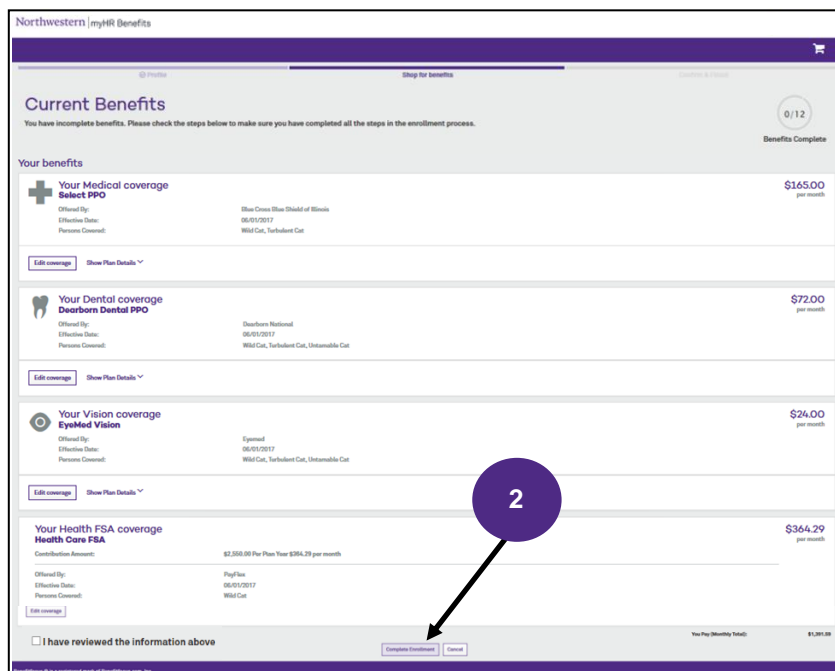 Northwestern | myHR Benefits
Profile
Shop for benefits
Confirm & Finish
Current Benefits
You have incomplete benefits. Please check the steps below to make sure you have completed all the steps in the enrollment process.
0/12
Benefits Complete
Your benefits
Your Medical coverage
$165.00
Select PPO
per month
Offered By: Blue Cross Blue Shield of Illinois
Effective Date: 06/01/2017
Persons Covered: Wild Cat, Turbulent Cat
Edit coverage Show Plan Details
Your Dental coverage
$72.00
Dearborn Dental PPO
per month
Offered By: Dearborn National
Effective Date: 06/01/2017
Persons Covered: Wild Cat, Turbulent Cat, Untamable Cat
Edit coverage Show Plan Details
Your Vision coverage
$24.00
EyeMed Vision
per month
Offered By: Eyemed
Effective Date: 06/01/2017
Persons Covered: Wild Cat, Turbulent Cat, Untamable Cat
Edit coverage Show Plan Details
2
Your Health FSA coverage
$364.29
Health Care FSA
per month
Contribution Amount: $2,550.00 Per Plan Year $364.29 per month
Offered By: PayFlex
Effective Date: 06/01/2017
Persons Covered: Wild Cat
Edit coverage
You Pay (Monthly Total):
I have reviewed the information above
Complete Enrollment Cancel